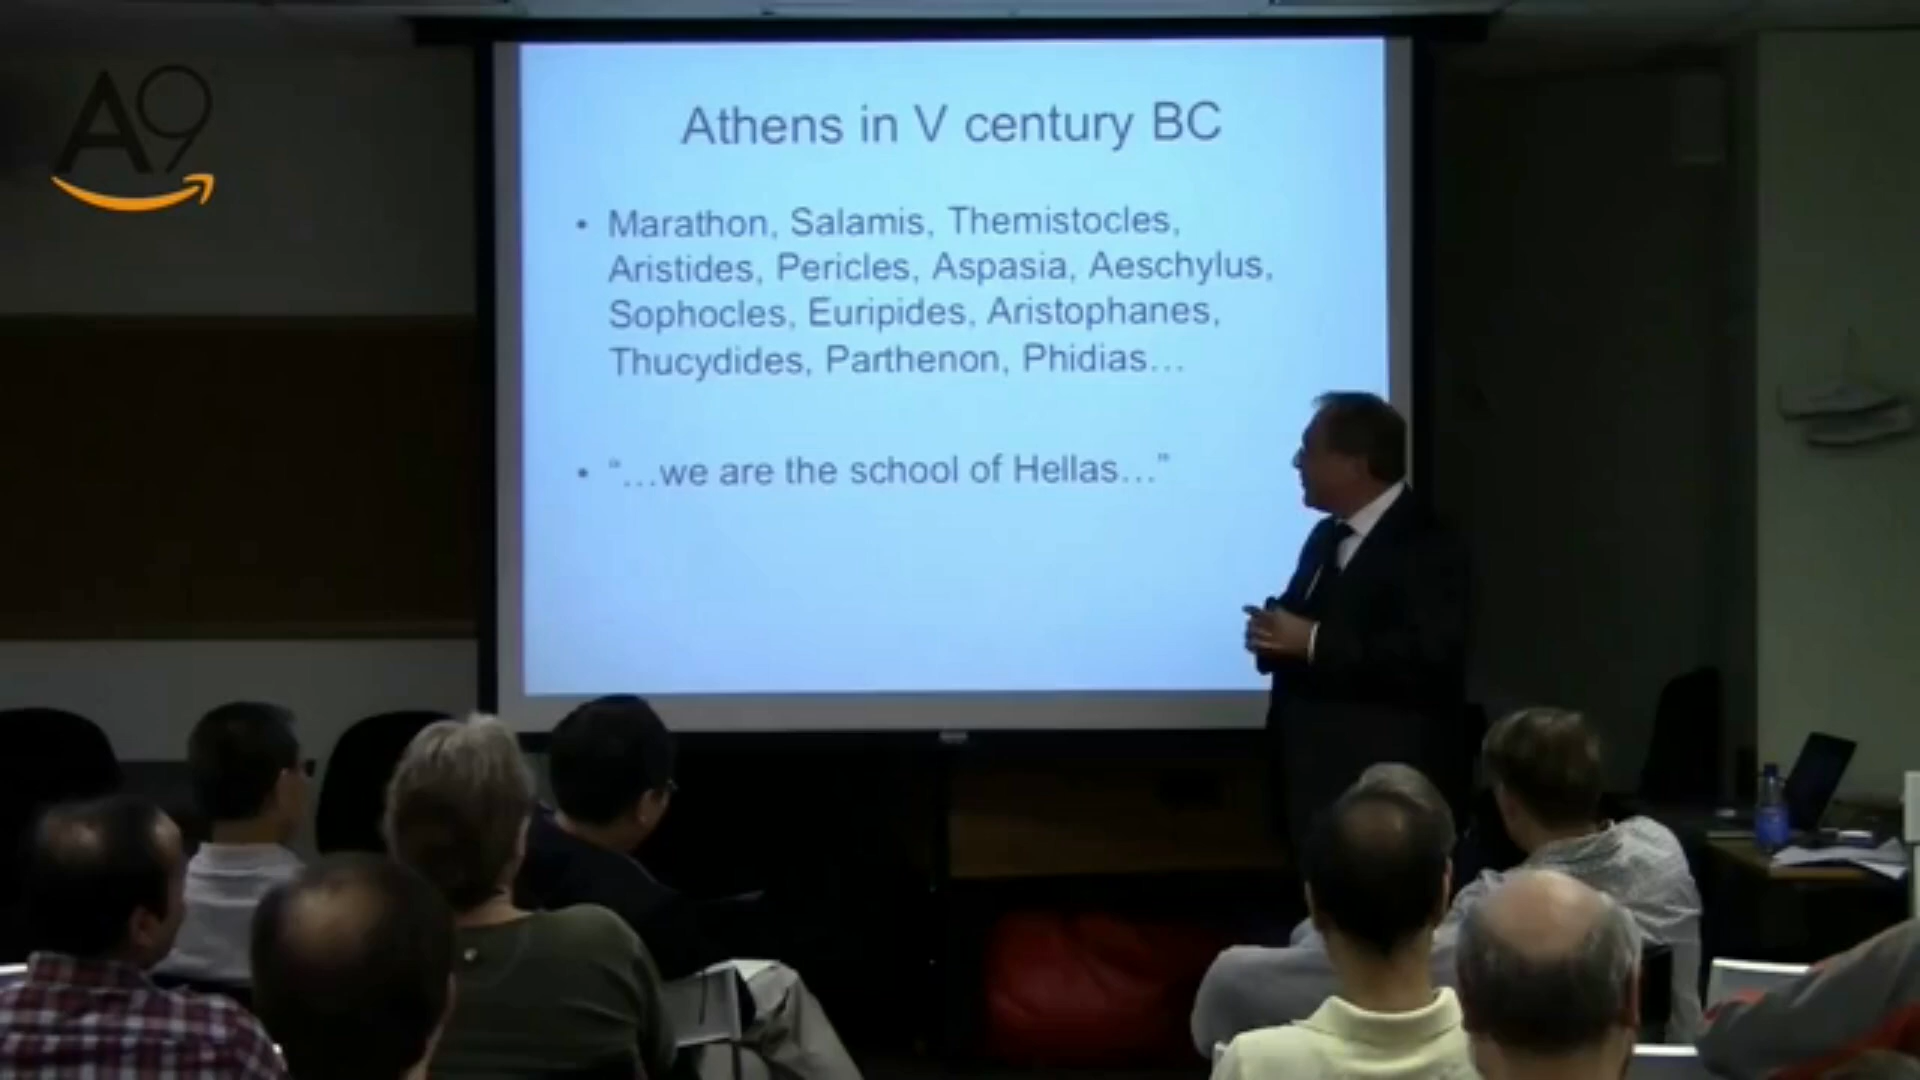 A9
Athens in V century BC
• Marathon, Salamis, Themistocles,
Aristides, Pericles, Aspasia, Aeschylus,
Sophocles, Euripides, Aristophanes,
Thucydides, Parthenon, Phidias…
• “…we are the school of Hellas…”